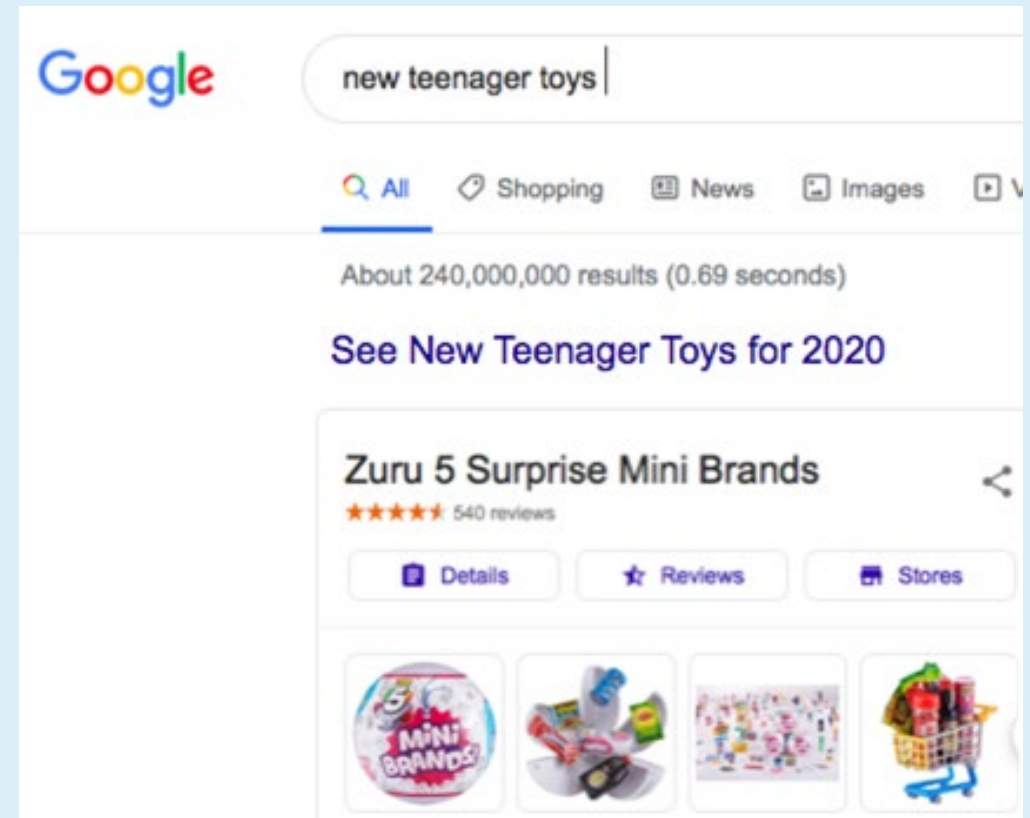 Google
new teenager toys
All Shopping News Images V
About 240,000,000 results (0.69 seconds)
See New Teenager Toys for 2020
Zuru 5 Surprise Mini Brands
540 reviews
Details Reviews Stores
5
MINI
BRANDS